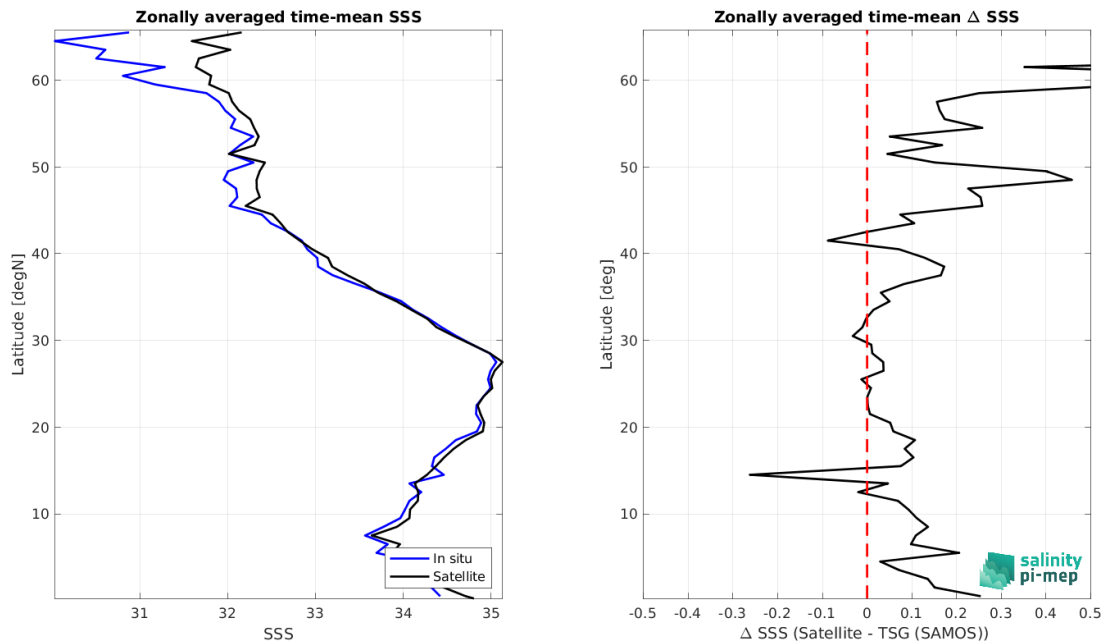 Zonally averaged time-mean SSS
60
50
40
30
20
10
Latitude [degN]
31
32
33
34
35
SSS
In situ
Satellite
Zonally averaged time-mean Δ SSS
60
50
40
30
20
10
Latitude [deg]
-0.5
-0.4
-0.3
-0.2
-0.1
0
0.1
0.2
0.3
0.4
0.5
Δ SSS (Satellite - TSG (SAMOS))
salinity
pi-mep